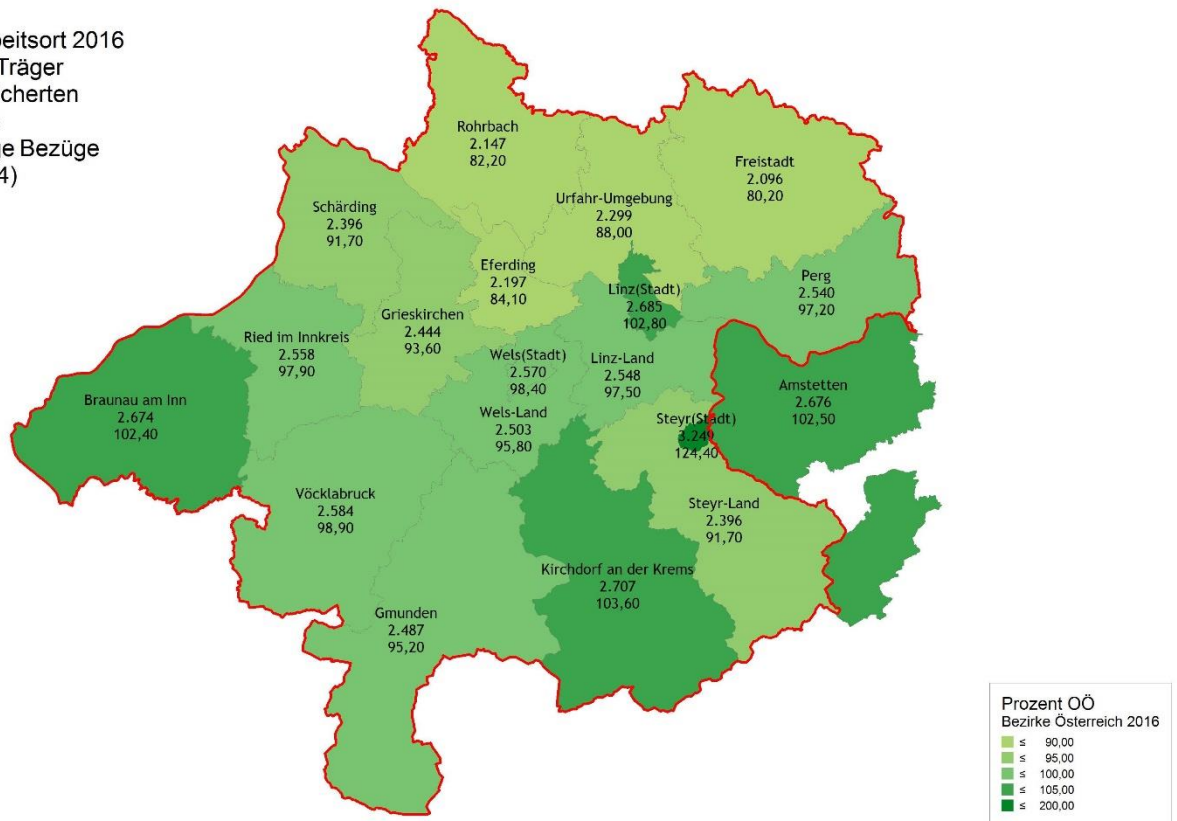 beitsort 2016
Träger
cherten
ge Bezüge
4)
Rohrbach
2.147
82,20
Freistadt
2.096
80,20
Urfahr-Umgebung
2.299
88,00
Schärding
2.396
91,70
Eferding
2.197
84,10
Linz(Stadt)
2.685
102,80
Perg
2.540
97,20
Grieskirchen
2.444
93,60
Ried im Innkreis
2.558
97,90
Wels(Stadt)
2.570
98,40
Linz-Land
2.548
97,50
Braunau am Inn
2.674
102,40
Amstetten
2.676
102,50
Wels-Land
2.503
95,80
Steyr(Stadt)
3.249
124,40
Vöcklabruck
2.584
98,90
Steyr-Land
2.396
91,70
Kirchdorf an der Krems
2.707
103,60
Gmunden
2.487
95,20
Prozent OÖ
Bezirke Österreich 2016
≤ 90,00
≤ 95,00
≤ 100,00
≤ 105,00
≤ 200,00